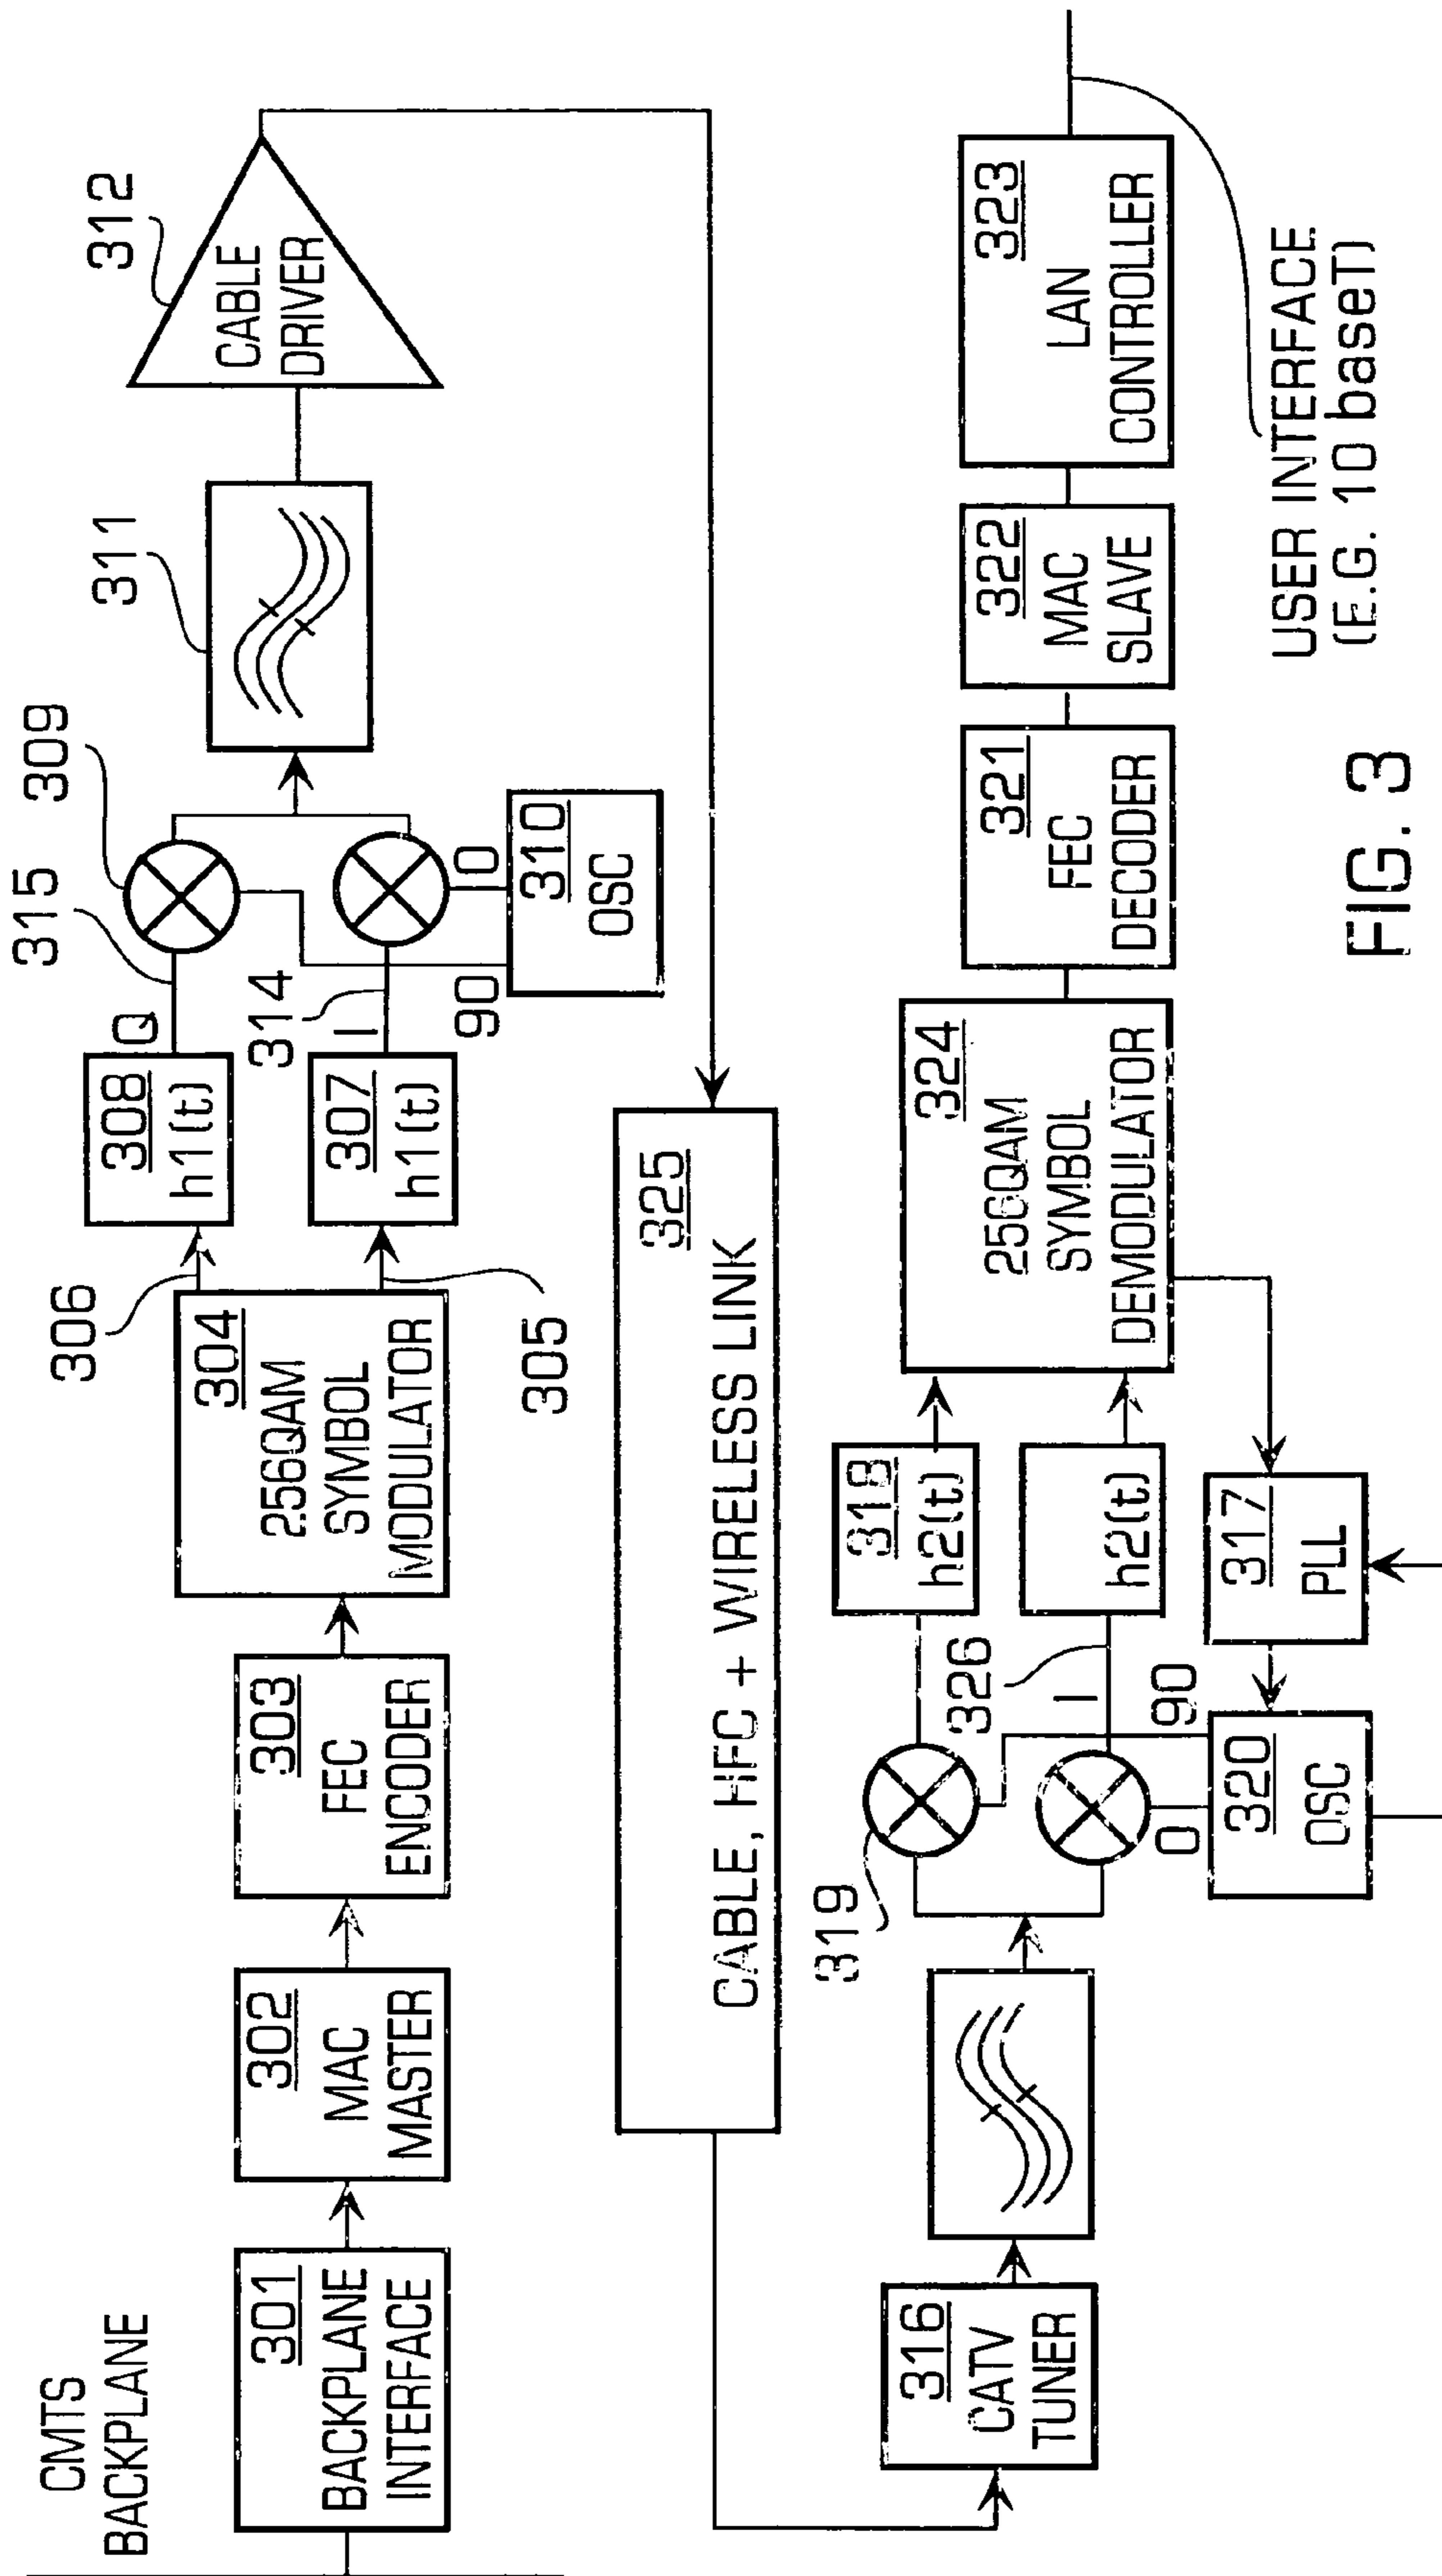 CMTS
BACKPLANE
301
BACKPLANE
INTERFACE
302
MAC
MASTER
303
FEC
ENCODER
304
256QAM
SYMBOL
MODULATOR
306
305
308
h1(t)
307
h1(t)
Q
315
309
I
314
90
0
310
OSC
311
312
CABLE
DRIVER
325
CABLE, HFC + WIRELESS LINK
316
CATV
TUNER
319
326
I
0
90
320
OSC
318
h2(t)
h2(t)
317
PLL
324
256QAM
SYMBOL
DEMODULATOR
321
FEC
DECODER
322
MAC
SLAVE
323
LAN
CONTROLLER
USER INTERFACE
(E.G. 10 baseT)
FIG. 3